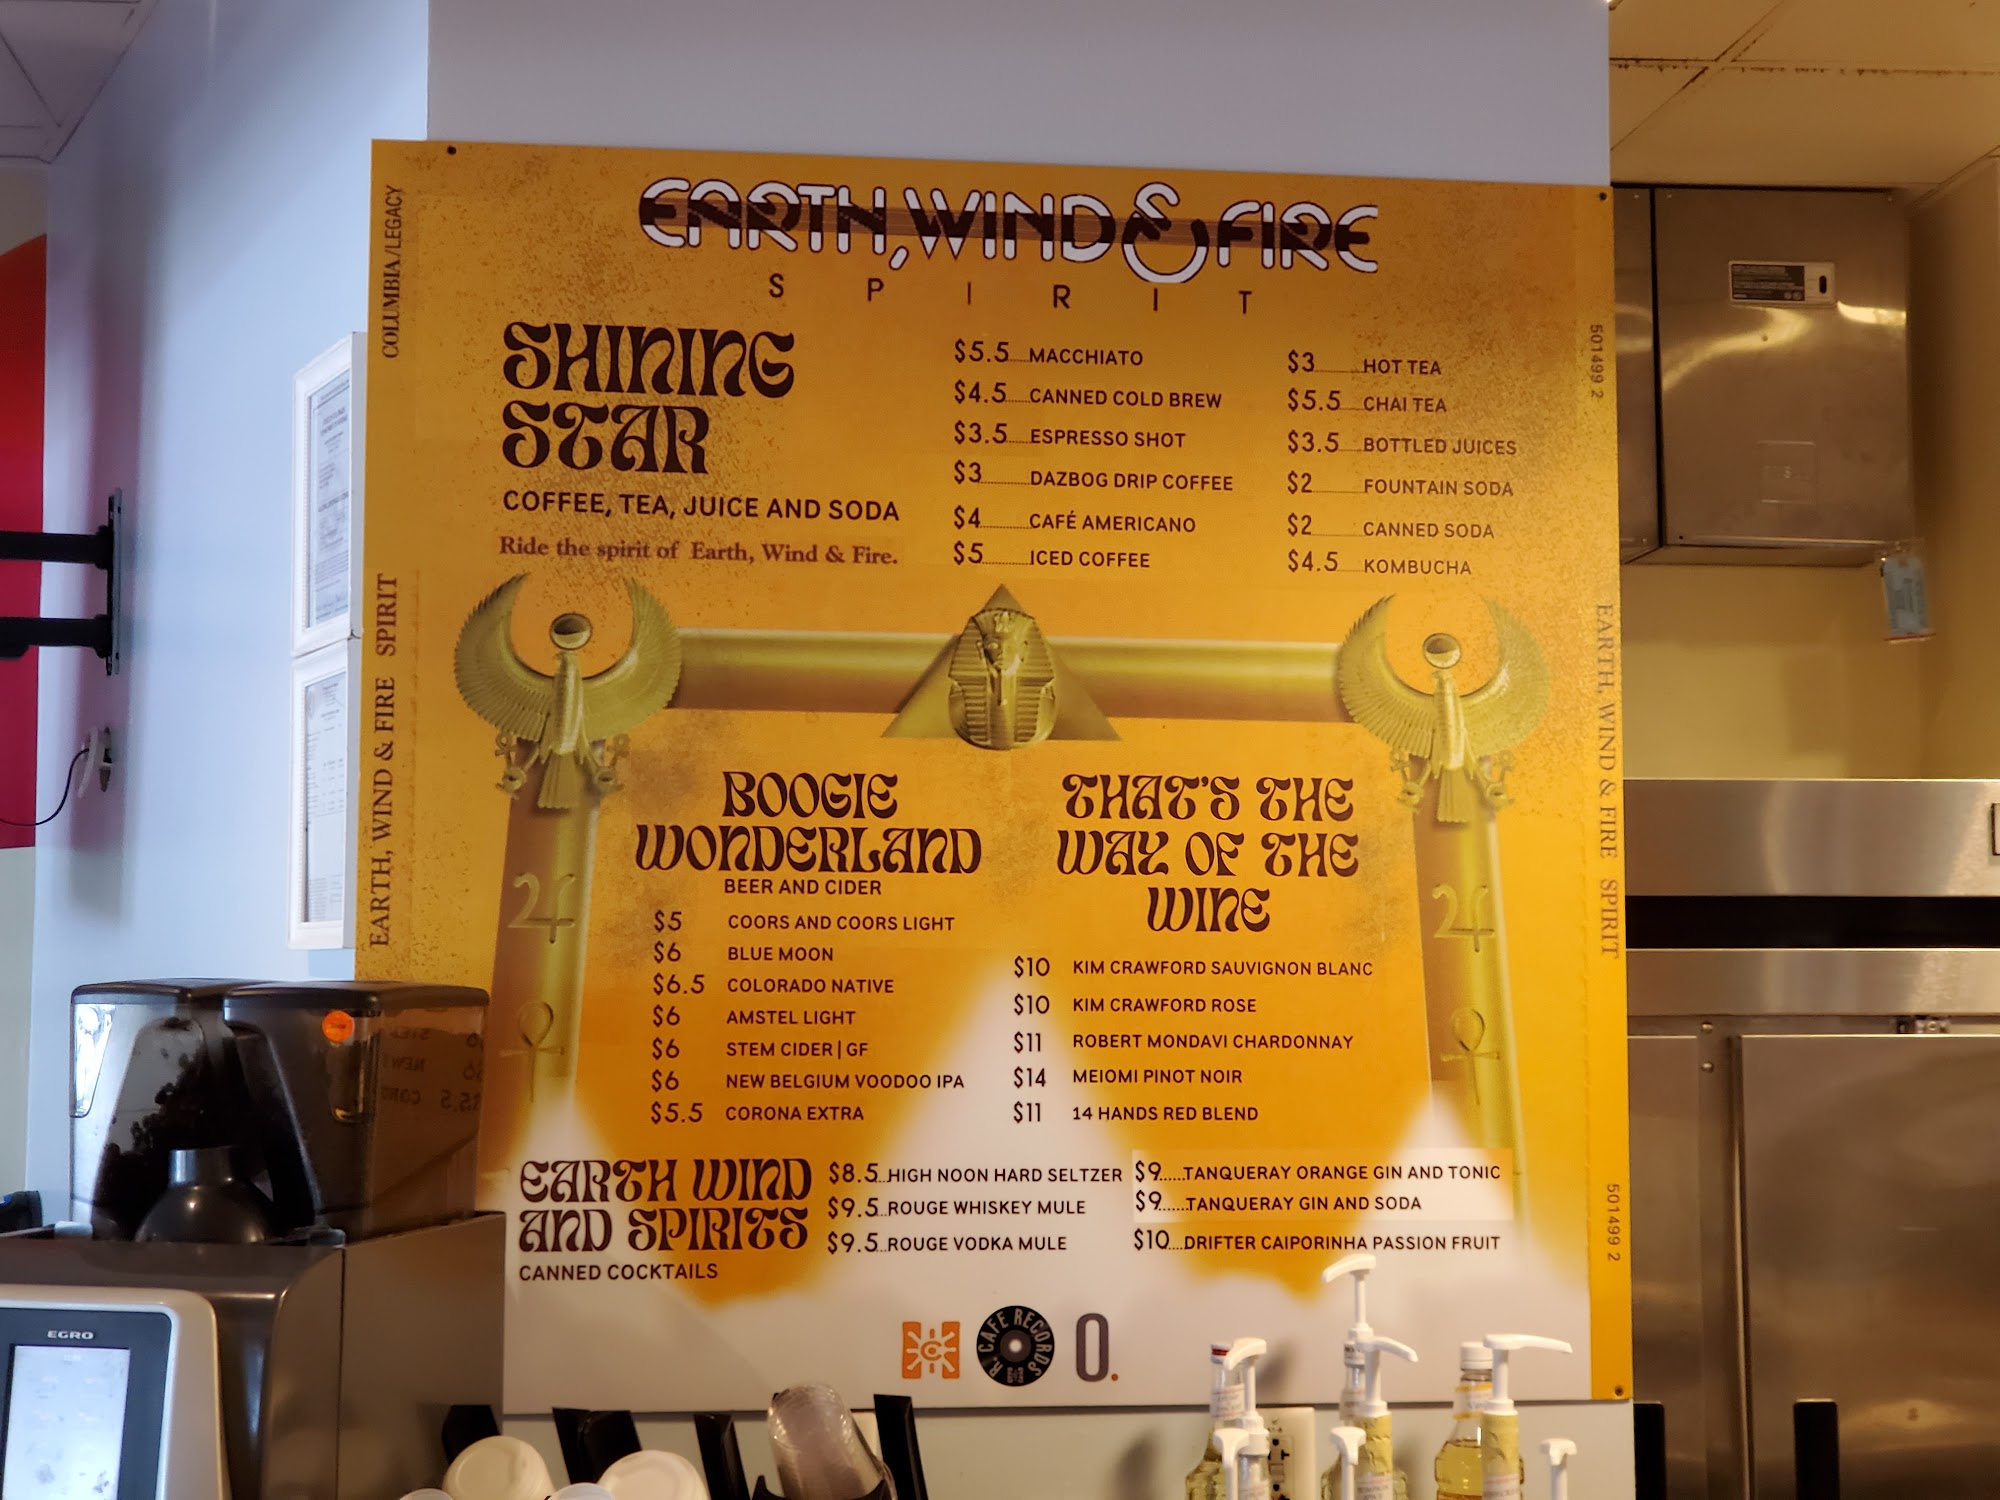 EARTH, WIND & FIRE
SPIRIT
COLUMBIA/LEGACY
EARTH, WIND & FIRE SPIRIT
501499 2
EARTH, WIND & FIRE SPIRIT
501499 2
SHINING
STAR
COFFEE, TEA, JUICE AND SODA
Ride the spirit of Earth, Wind & Fire.
$5.5....MACCHIATO
$4.5....CANNED COLD BREW
$3.5....ESPRESSO SHOT
$3........DAZBOG DRIP COFFEE
$4........CAFÉ AMERICANO
$5........ICED COFFEE
$3........HOT TEA
$5.5....CHAI TEA
$3.5....BOTTLED JUICES
$2........FOUNTAIN SODA
$2........CANNED SODA
$4.5....KOMBUCHA
BOOGIE
WONDERLAND
BEER AND CIDER
$5 COORS AND COORS LIGHT
$6 BLUE MOON
$6.5 COLORADO NATIVE
$6 AMSTEL LIGHT
$6 STEM CIDER | GF
$6 NEW BELGIUM VOODOO IPA
$5.5 CORONA EXTRA
THAT'S THE
WAY OF THE
WINE
$10 KIM CRAWFORD SAUVIGNON BLANC
$10 KIM CRAWFORD ROSE
$11 ROBERT MONDAVI CHARDONNAY
$14 MEIOMI PINOT NOIR
$11 14 HANDS RED BLEND
EARTH WIND
AND SPIRITS
CANNED COCKTAILS
$8.5...HIGH NOON HARD SELTZER
$9.5...ROUGE WHISKEY MULE
$9.5...ROUGE VODKA MULE
$9......TANQUERAY ORANGE GIN AND TONIC
$9.......TANQUERAY GIN AND SODA
$10....DRIFTER CAIPORINHA PASSION FRUIT
C
R. CAFE RECORDS
O.
EGRO